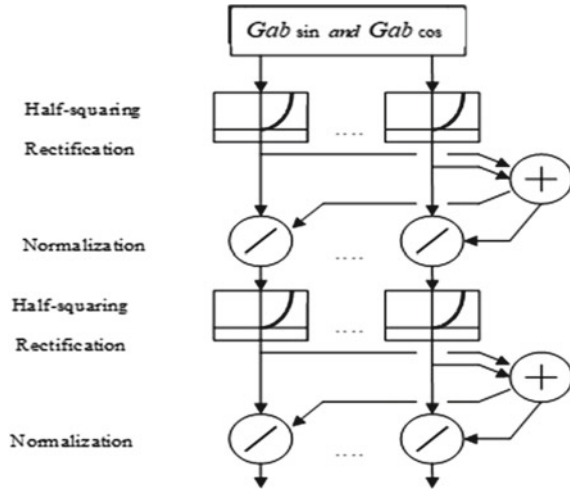 Gab sin and Gab cos
Half-squaring
Rectification
....
+
Normalization
....
Half-squaring
Rectification
....
+
Normalization
....